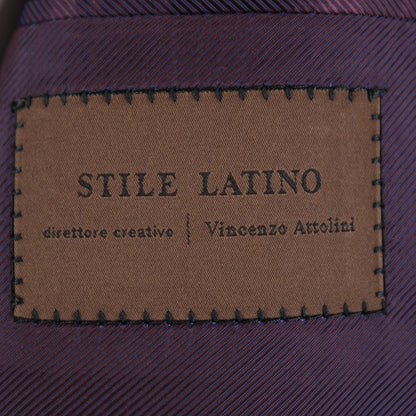 STILE LATINO
direttore creativo | Vincenzo Attolini